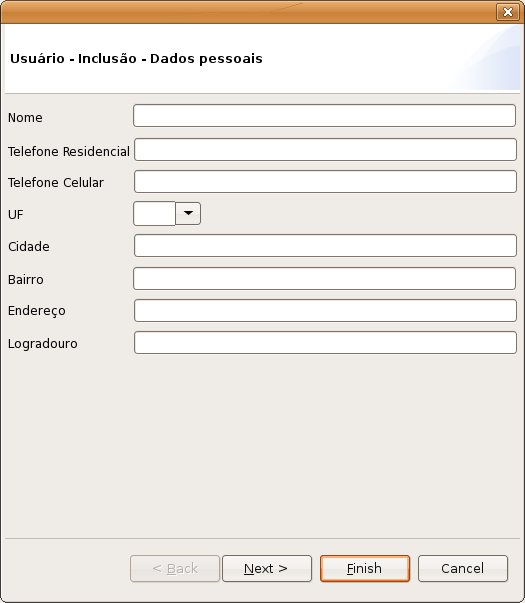 Usuário - Inclusão - Dados pessoais
Nome
Telefone Residencial
Telefone Celular
UF
Cidade
Bairro
Endereço
Logradouro
< Back Next > Finish Cancel